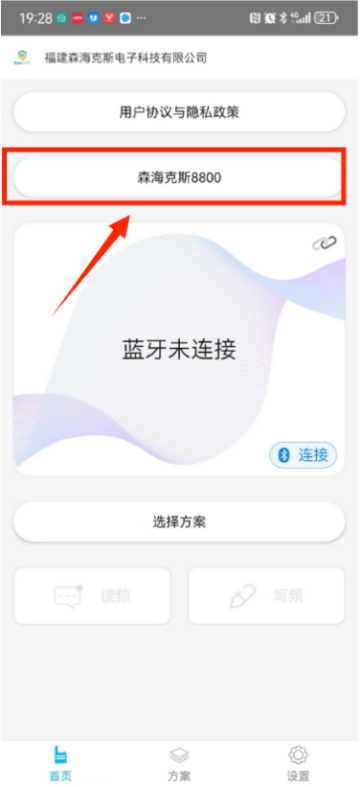 19:28
21
福建森海克斯电子科技有限公司
用户协议与隐私政策
森海克斯8800
蓝牙未连接
连接
选择方案
读频
写频
首页
方案
设置